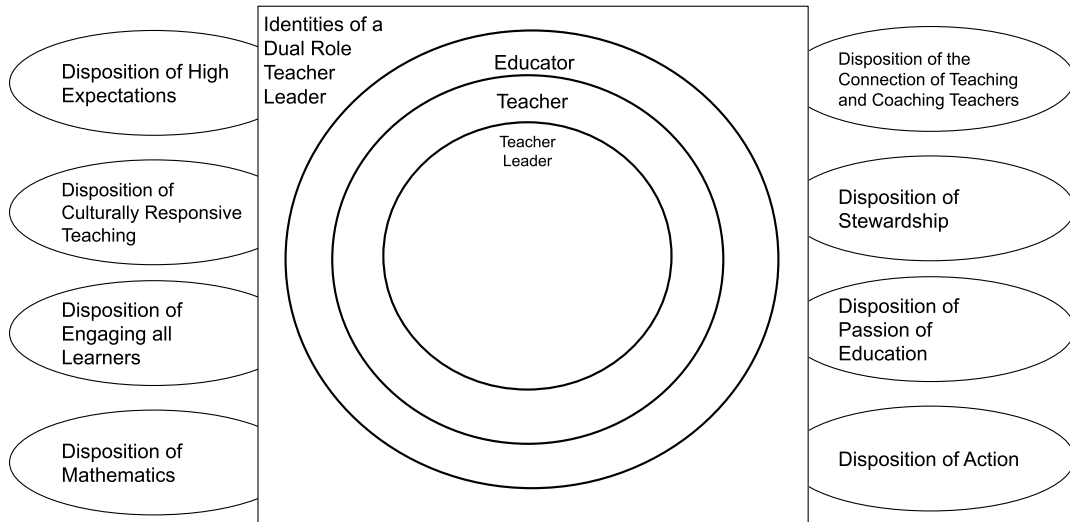 Identities of a
Dual Role
Teacher
Leader
Educator
Teacher
Teacher
Leader
Disposition of High
Expectations
Disposition of
Culturally Responsive
Teaching
Disposition of
Engaging all
Learners
Disposition of
Mathematics
Disposition of the
Connection of Teaching
and Coaching Teachers
Disposition of
Stewardship
Disposition of
Passion of
Education
Disposition of Action